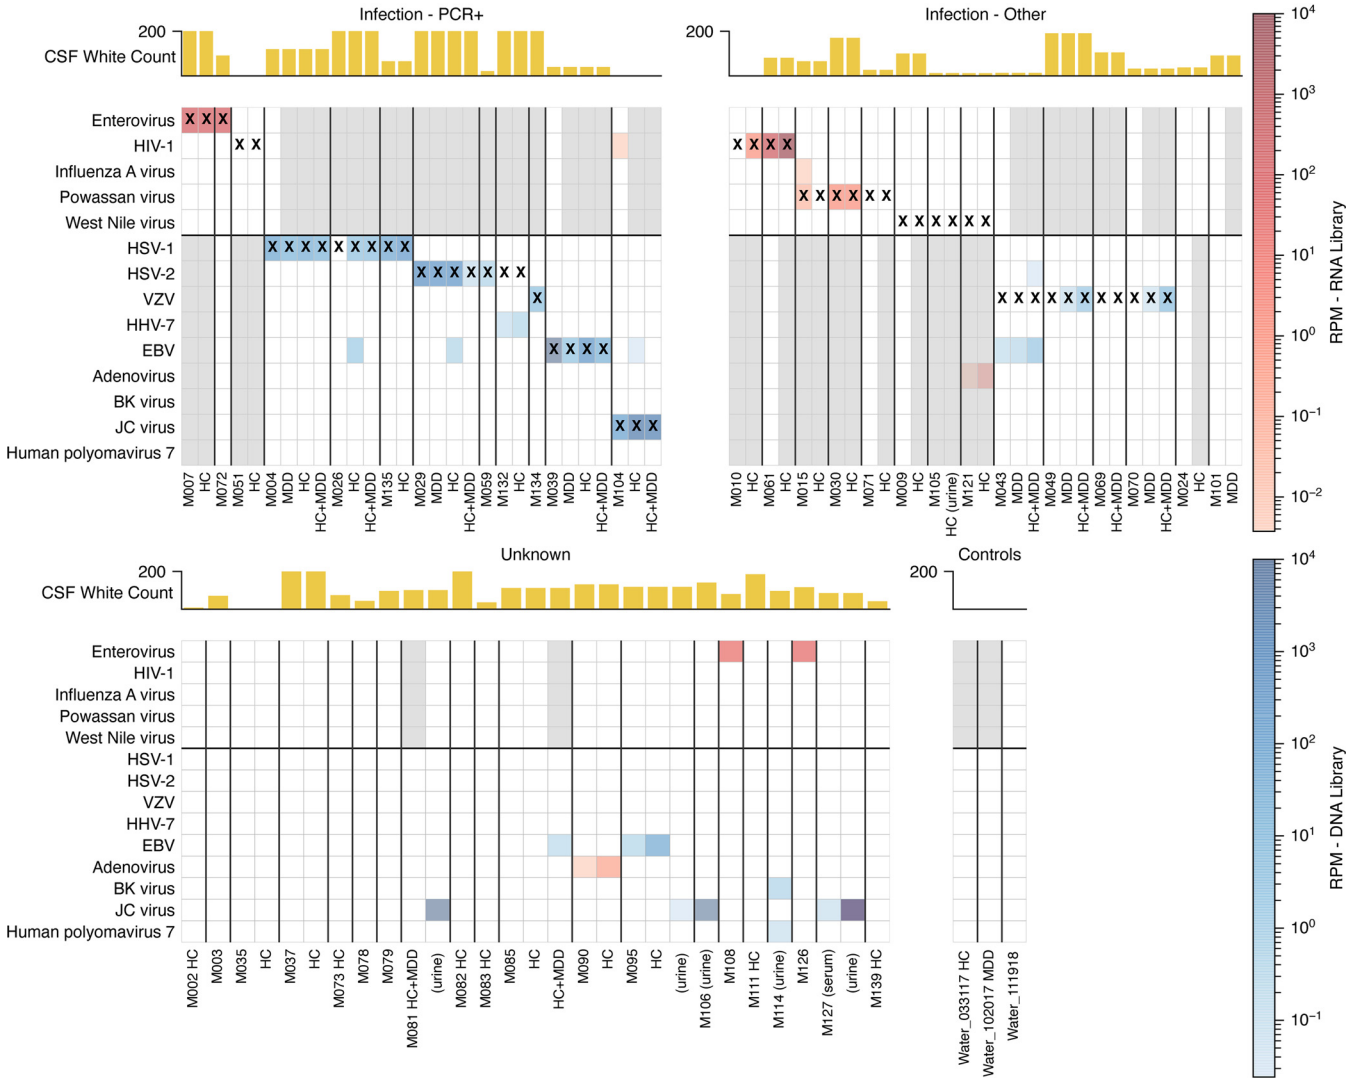 Infection - PCR+
Infection - Other
200
CSF White Count
200
Enterovirus
HIV-1
Influenza A virus
Powassan virus
West Nile virus
HSV-1
HSV-2
VZV
HHV-7
EBV
Adenovirus
BK virus
JC virus
Human polyomavirus 7
X X X
X X
X X X X X X X X X
X X X X X X X
X
X X X X
X X X
X X X X
X X X X X X
X X X X X X
X X X X X X X X X X X
M007
HC
M072
M051
HC
M004
MDD
HC
HC+MDD
M026
HC
HC+MDD
M135
HC
M029
MDD
HC
HC+MDD
M059
M132
HC
M134
M039
MDD
HC
HC+MDD
M104
HC
HC+MDD
M010
HC
M061
HC
M015
HC
M030
HC
M071
HC
M009
HC
M105
HC (urine)
M121
HC
M043
MDD
HC+MDD
M049
MDD
HC+MDD
M069
HC+MDD
M070
MDD
HC+MDD
M024
HC
M101
MDD
10⁴
10³
10²
10¹
10⁰
10⁻¹
10⁻²
RPM - RNA Library
Unknown
Controls
200
CSF White Count
200
Enterovirus
HIV-1
Influenza A virus
Powassan virus
West Nile virus
HSV-1
HSV-2
VZV
HHV-7
EBV
Adenovirus
BK virus
JC virus
Human polyomavirus 7
M002 HC
M003
M035
HC
M037
HC
M073 HC
M078
M079
M081 HC+MDD
(urine)
M082 HC
M083 HC
M085
HC
HC+MDD
M090
HC
M095
HC
(urine)
M106 (urine)
M108
M111 HC
M114 (urine)
M126
M127 (serum)
(urine)
M139 HC
Water_033117 HC
Water_102017 MDD
Water_111918
10⁴
10³
10²
10¹
10⁰
10⁻¹
RPM - DNA Library